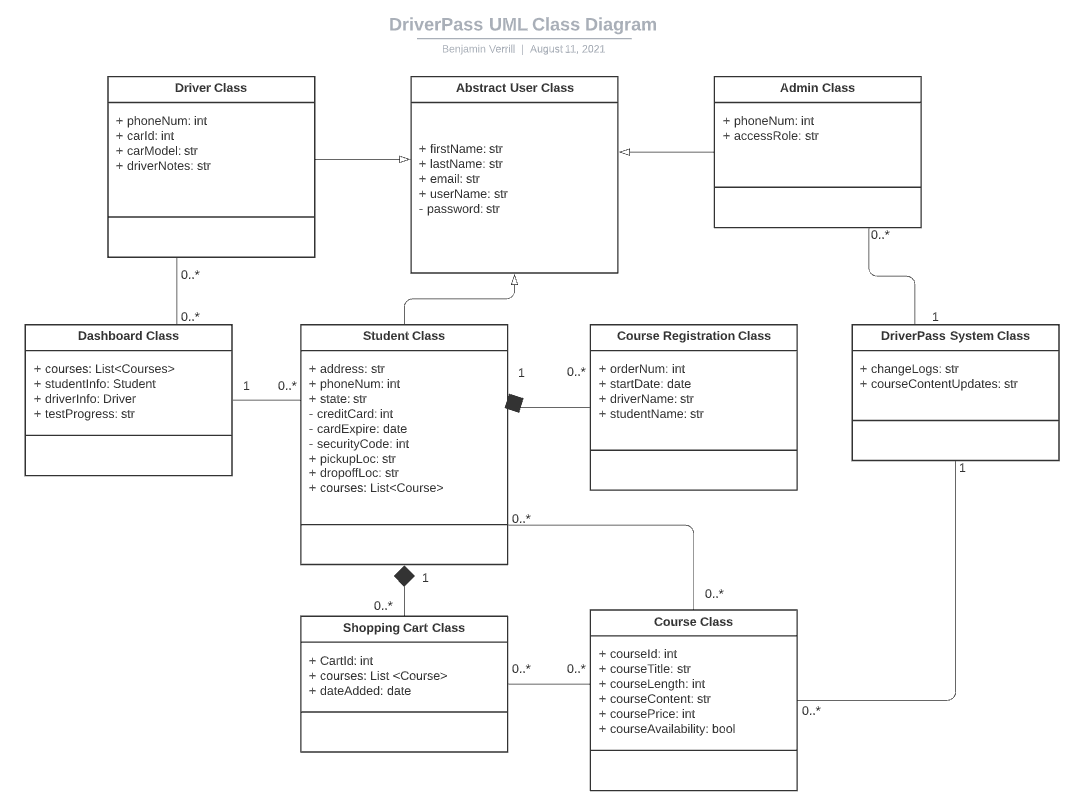 DriverPass UML Class Diagram
Benjamin Verrill | August 11, 2021
Driver Class
+ phoneNum: int
+ carId: int
+ carModel: str
+ driverNotes: str
Abstract User Class
+ firstName: str
+ lastName: str
+ email: str
+ userName: str
- password: str
Admin Class
+ phoneNum: int
+ accessRole: str
0..*
0..*
0..*
1
Dashboard Class
+ courses: List<Courses>
+ studentInfo: Student
+ driverInfo: Driver
+ testProgress: str
1
0..*
Student Class
+ address: str
+ phoneNum: int
+ state: str
- creditCard: int
- cardExpire: date
- securityCode: int
+ pickupLoc: str
+ dropoffLoc: str
+ courses: List<Course>
1
0..*
Course Registration Class
+ orderNum: int
+ startDate: date
+ driverName: str
+ studentName: str
DriverPass System Class
+ changeLogs: str
+ courseContentUpdates: str
1
0..*
0..*
1
0..*
Shopping Cart Class
+ CartId: int
+ courses: List <Course>
+ dateAdded: date
0..*
0..*
Course Class
+ courseId: int
+ courseTitle: str
+ courseLength: int
+ courseContent: str
+ coursePrice: int
+ courseAvailability: bool
0..*